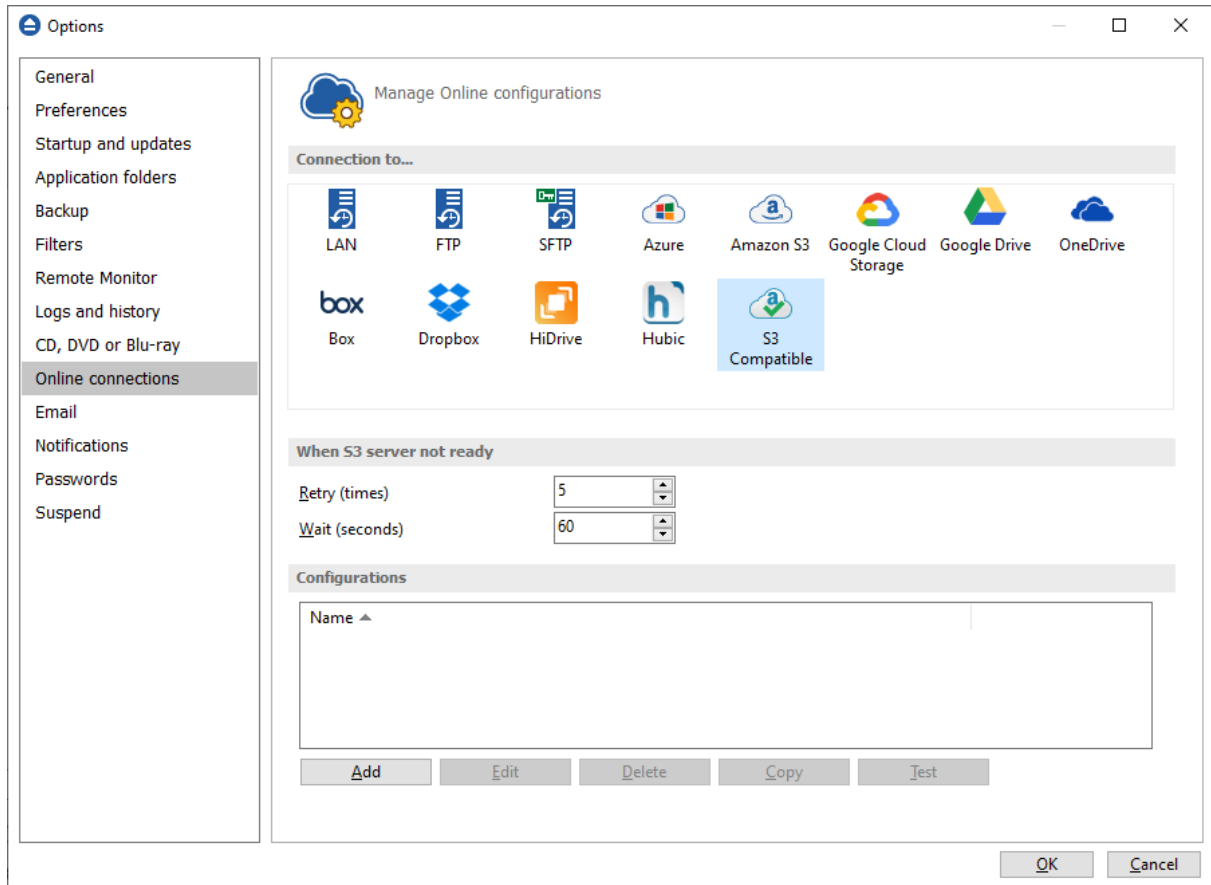 Options
General
Preferences
Startup and updates
Application folders
Backup
Filters
Remote Monitor
Logs and history
CD, DVD or Blu-ray
Online connections
Email
Notifications
Passwords
Suspend
Manage Online configurations
Connection to...
LAN FTP SFTP Azure Amazon S3 Google Cloud Google Drive OneDrive
Storage
box h
Box Dropbox HiDrive Hubic S3
Compatible
When S3 server not ready
Retry (times) 5
Wait (seconds) 60
Configurations
Name
Add Edit Delete Copy Test
OK Cancel